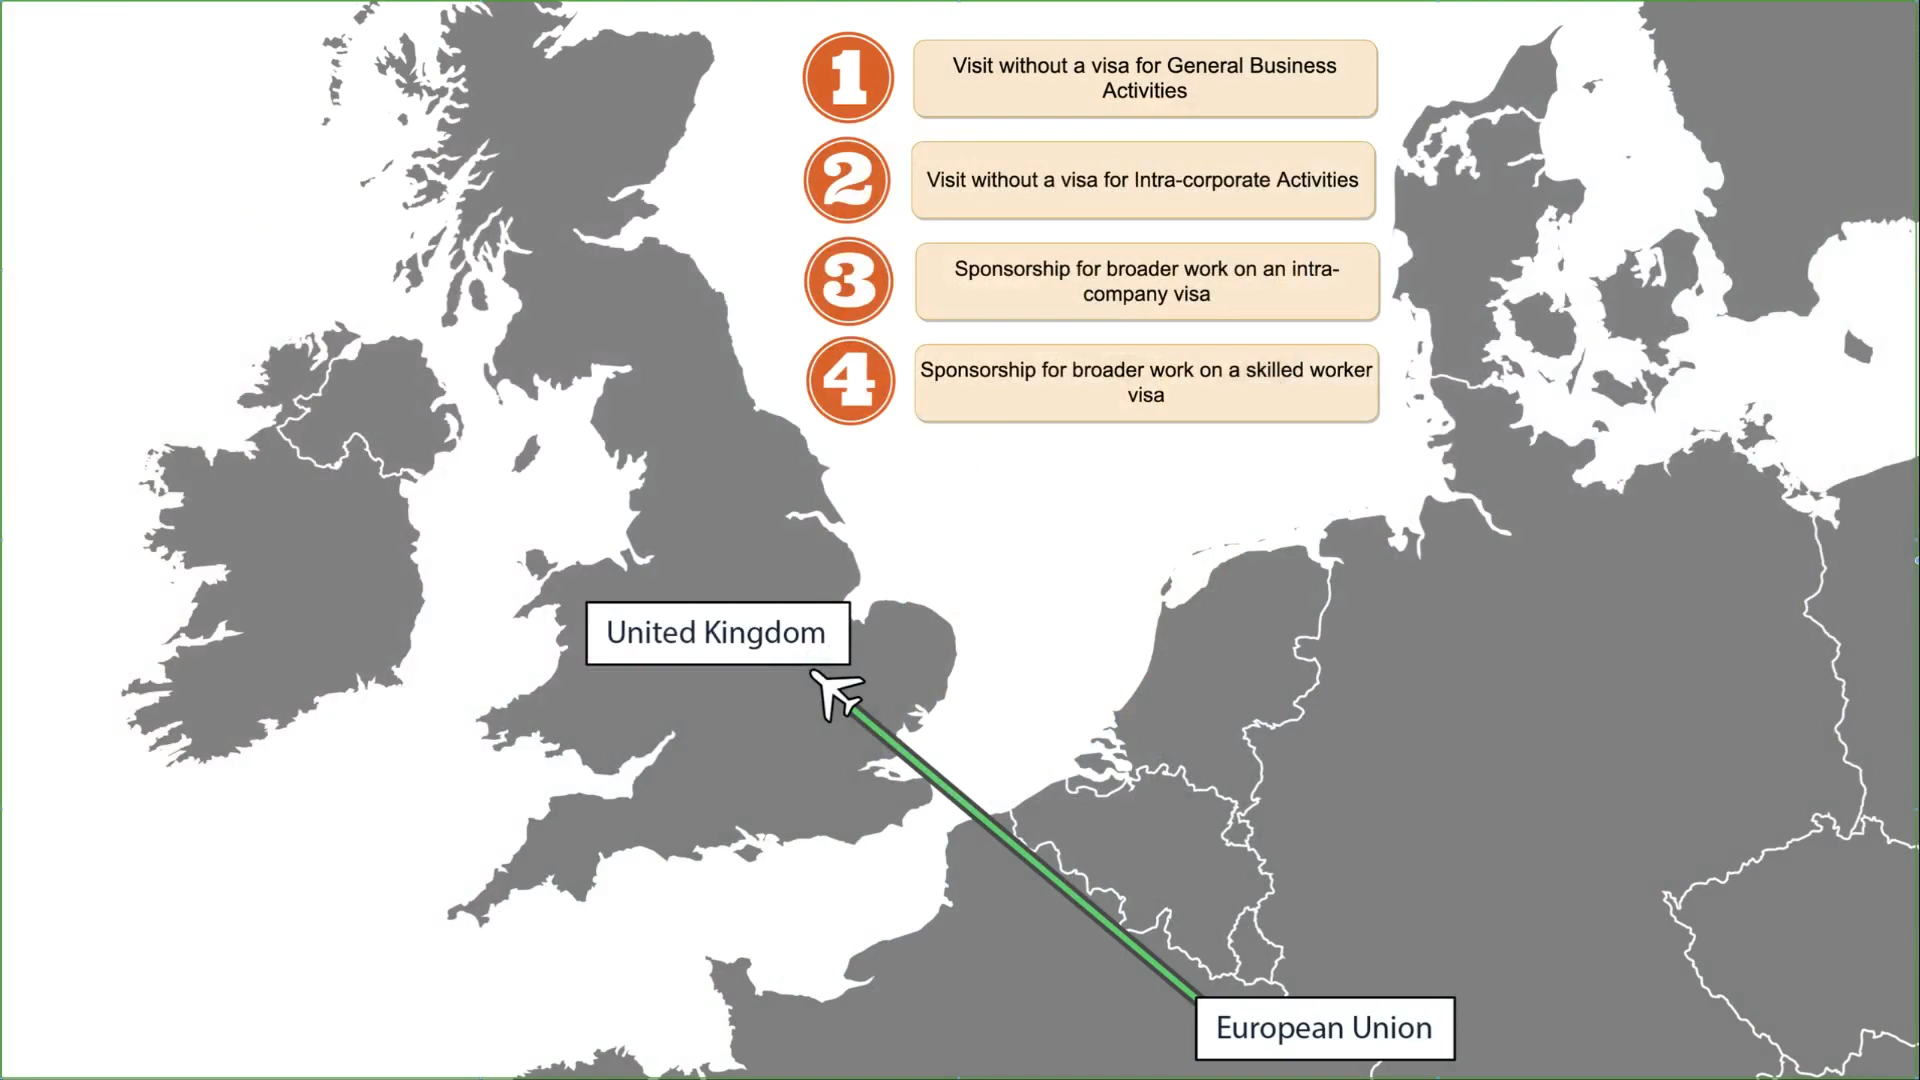 1
Visit without a visa for General Business
Activities
2
Visit without a visa for Intra-corporate Activities
3
Sponsorship for broader work on an intra-
company visa
4
Sponsorship for broader work on a skilled worker
visa
United Kingdom
European Union